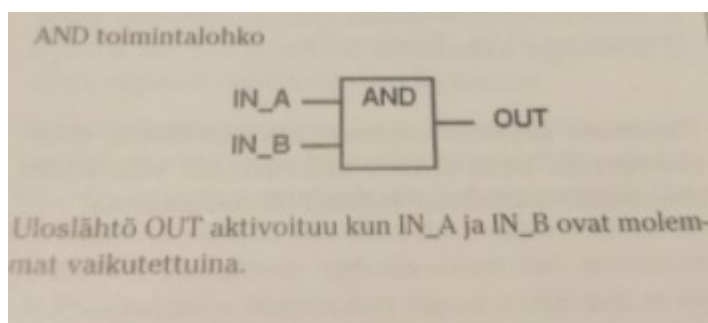 AND toimintalohko
IN_A AND
OUT
IN_B
Uloslähtö OUT aktivoituu kun IN_A ja IN_B ovat molem-
mat vaikutettuina.